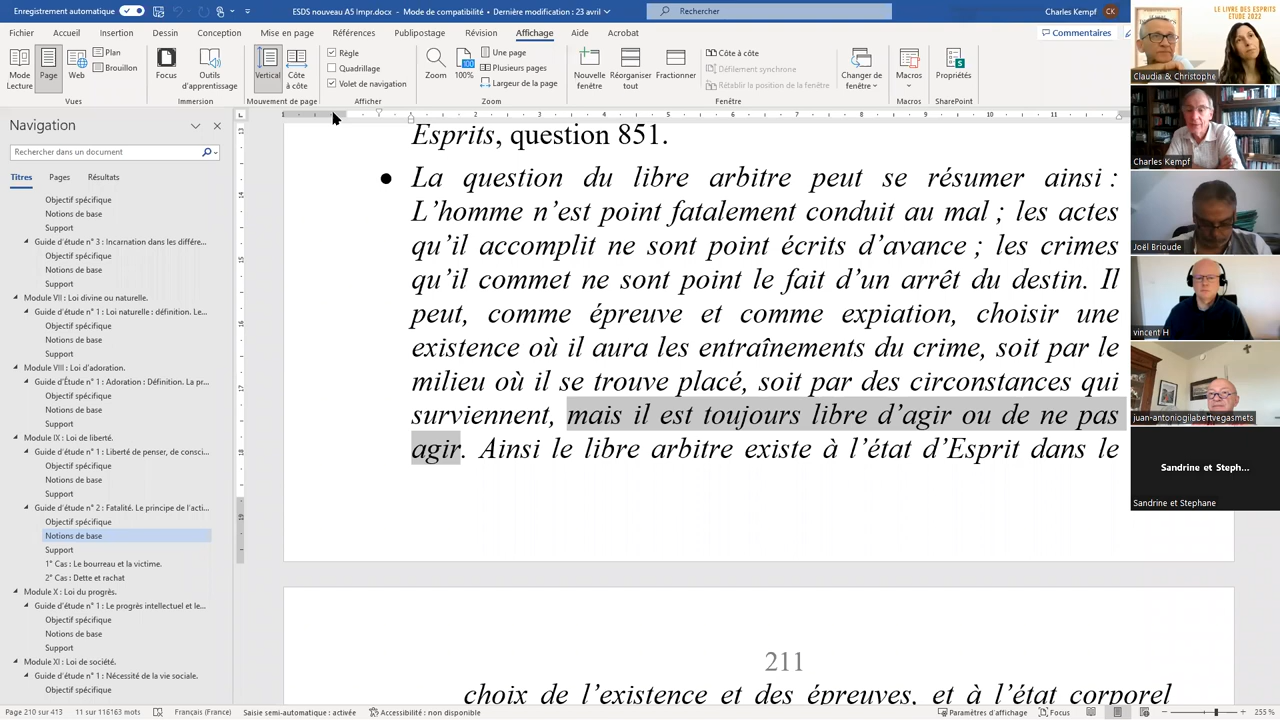 Enregistrement automatique
ESDS nouveau A5 Impr.docx - Mode de compatibilité • Dernière modification : 23 avril
Rechercher
Charles Kempf
CK
Fichier Accueil Insertion Dessin Conception Mise en page Références Publipostage Révision Affichage Aide Acrobat
Commentaires
Mode Lecture
Page
Web
Plan
Brouillon
Vues
Focus
Outils d'apprentissage
Immersion
Vertical
Côte à côte
Mouvement de page
Règle
Quadrillage
Volet de navigation
Afficher
Zoom
100%
Une page
Plusieurs pages
Largeur de la page
Zoom
Nouvelle fenêtre
Réorganiser tout
Fractionner
Côte à côte
Défilement synchrone
Rétablir la position de la fenêtre
Changer de fenêtre
Fenêtre
Macros
Macros
Propriétés
SharePoint
Navigation
Rechercher dans un document
Titres Pages Résultats
Objectif spécifique
Notions de base
Support
Guide d'étude n° 3 : Incarnation dans les différe...
Objectif spécifique
Notions de base
Support
Module VII : Loi divine ou naturelle.
Guide d'étude n° 1 : Loi naturelle : définition. Le...
Objectif spécifique
Notions de base
Support
Module VIII : Loi d'adoration.
Guide d'Étude n° 1 : Adoration : Définition. La pr...
Objectif spécifique
Notions de base
Support
Module IX : Loi de liberté.
Guide d'étude n° 1 : Liberté de penser, de consci...
Objectif spécifique
Notions de base
Support
Guide d'étude n° 2 : Fatalité. Le principe de l'acti...
Objectif spécifique
Notions de base
Support
1° Cas : Le bourreau et la victime.
2° Cas : Dette et rachat
Module X : Loi du progrès.
Guide d'étude n° 1 : Le progrès intellectuel et le...
Objectif spécifique
Notions de base
Support
Module XI : Loi de société.
Guide d'étude n° 1 : Nécessité de la vie sociale.
Objectif spécifique
Esprits, question 851.
● La question du libre arbitre peut se résumer ainsi :
L'homme n'est point fatalement conduit au mal ; les actes
qu'il accomplit ne sont point écrits d'avance ; les crimes
qu'il commet ne sont point le fait d'un arrêt du destin. Il
peut, comme épreuve et comme expiation, choisir une
existence où il aura les entraînements du crime, soit par le
milieu où il se trouve placé, soit par des circonstances qui
surviennent, mais il est toujours libre d'agir ou de ne pas
agir. Ainsi le libre arbitre existe à l'état d'Esprit dans le
211
choix de l'existence et des épreuves, et à l'état corporel
LE LIVRE DES ESPRITS
ETUDE 2022
Claudia & Christophe
Charles Kempf
Joël Brioude
vincent H
juan-antoniogilabertvegasmets
Sandrine et Steph...
Sandrine et Stephane
Page 210 sur 413
11 sur 116163 mots
Français (France)
Saisie semi-automatique : activée
Accessibilité : non disponible
Paramètres d'affichage
Focus
255 %